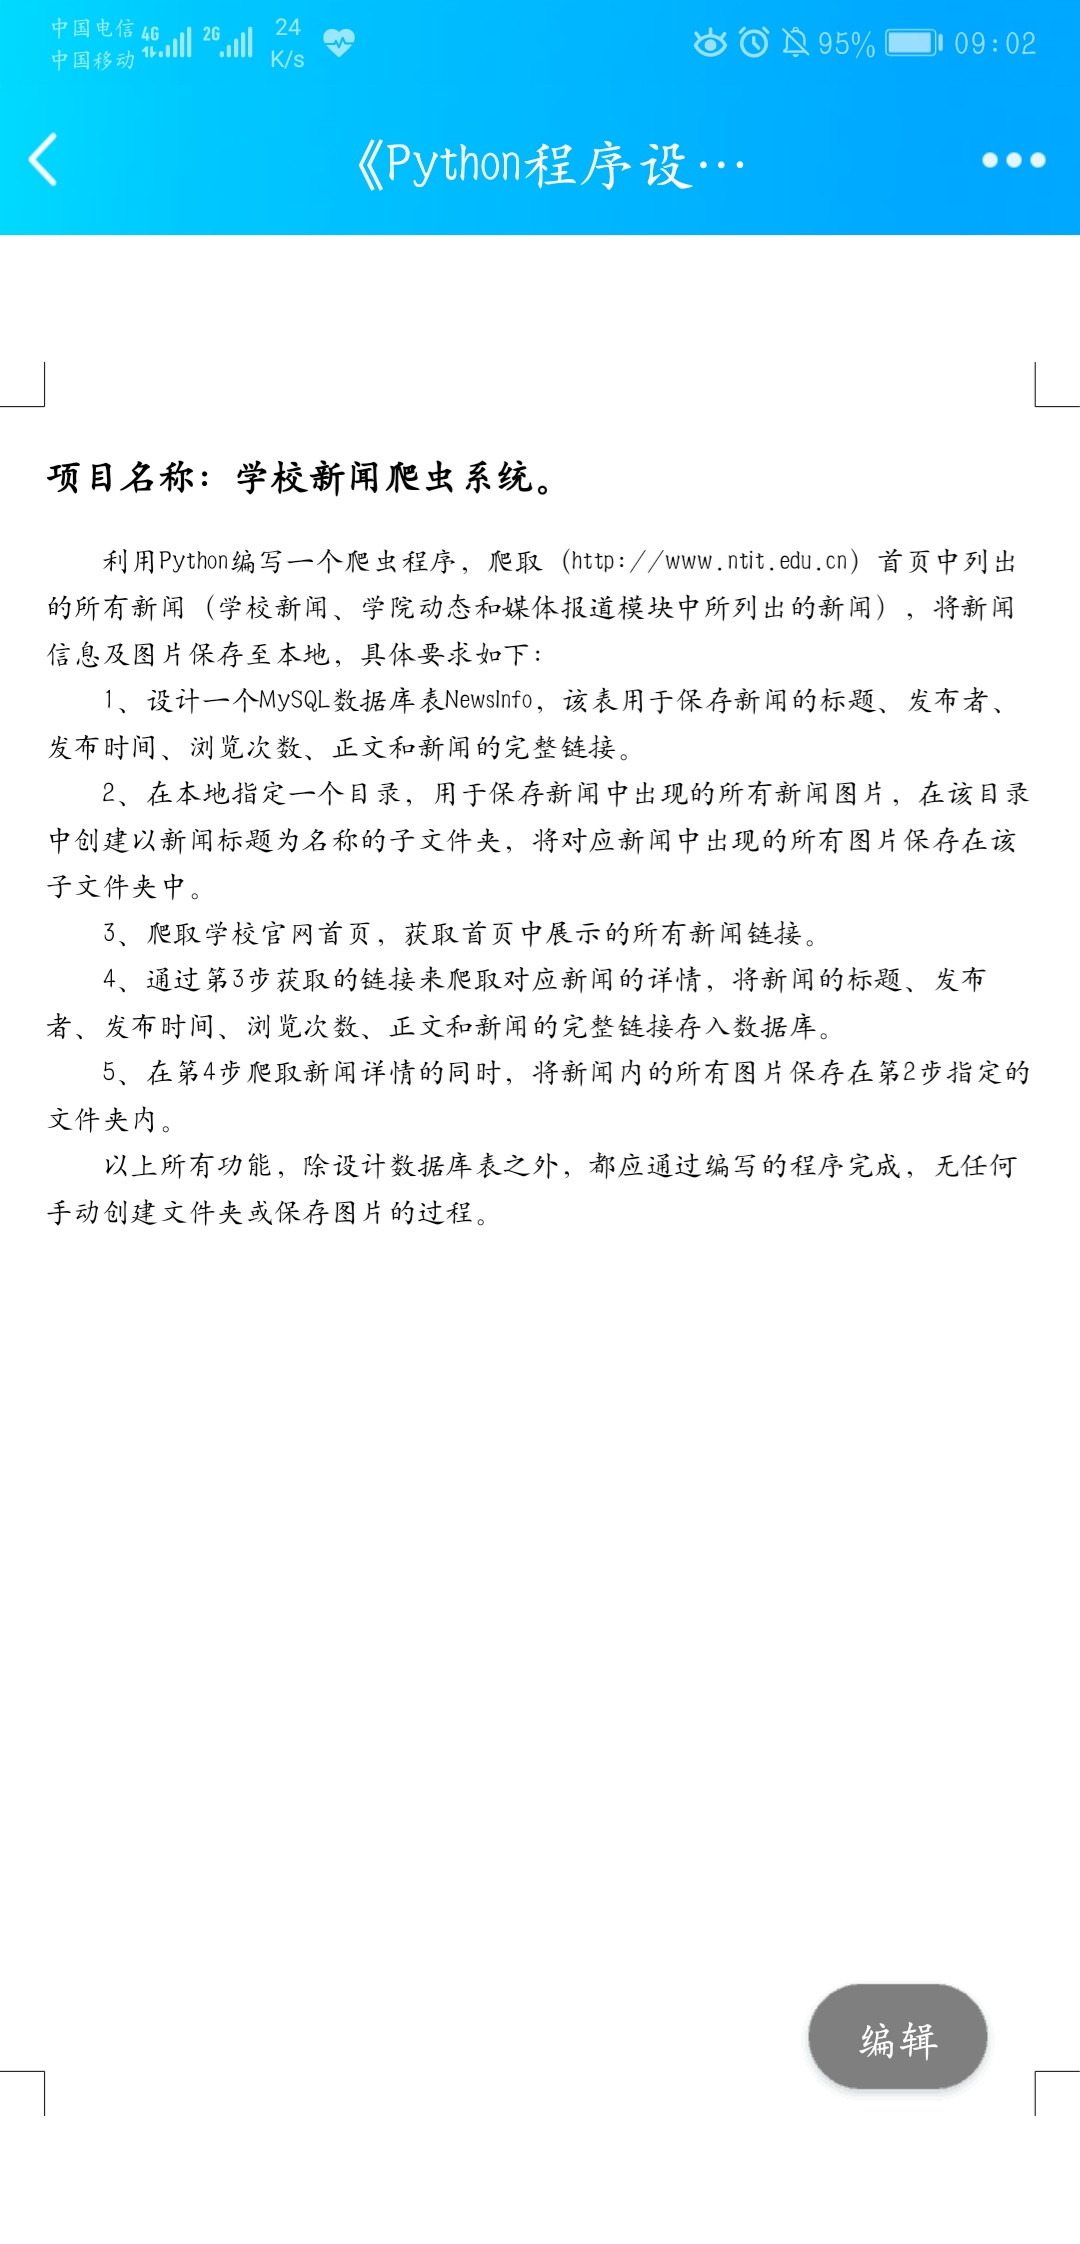 中国电信 4G 2G 24
中国移动 K/s 95% 09:02
《Python程序设…
项目名称：学校新闻爬虫系统。
利用Python编写一个爬虫程序，爬取（http://www.ntit.edu.cn）首页中列出
的所有新闻（学校新闻、学院动态和媒体报道模块中所列出的新闻），将新闻
信息及图片保存至本地，具体要求如下：
1、设计一个MySQL数据库表NewsInfo，该表用于保存新闻的标题、发布者、
发布时间、浏览次数、正文和新闻的完整链接。
2、在本地指定一个目录，用于保存新闻中出现的所有新闻图片，在该目录
中创建以新闻标题为名称的子文件夹，将对应新闻中出现的所有图片保存在该
子文件夹中。
3、爬取学校官网首页，获取首页中展示的所有新闻链接。
4、通过第3步获取的链接来爬取对应新闻的详情，将新闻的标题、发布
者、发布时间、浏览次数、正文和新闻的完整链接存入数据库。
5、在第4步爬取新闻详情的同时，将新闻内的所有图片保存在第2步指定的
文件夹内。
以上所有功能，除设计数据库表之外，都应通过编写的程序完成，无任何
手动创建文件夹或保存图片的过程。
编辑